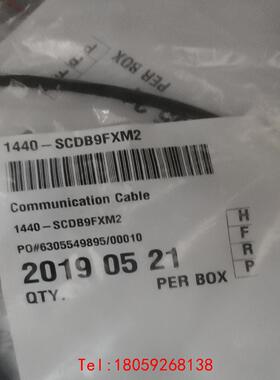 PER BOX
1440-SCDB9FXM2
Communication Cable
1440-SCDB9FXM2
PO#6305549895/00010
2019 05 21
QTY. PER BOX
H
F
R
P
Tel:18059268138